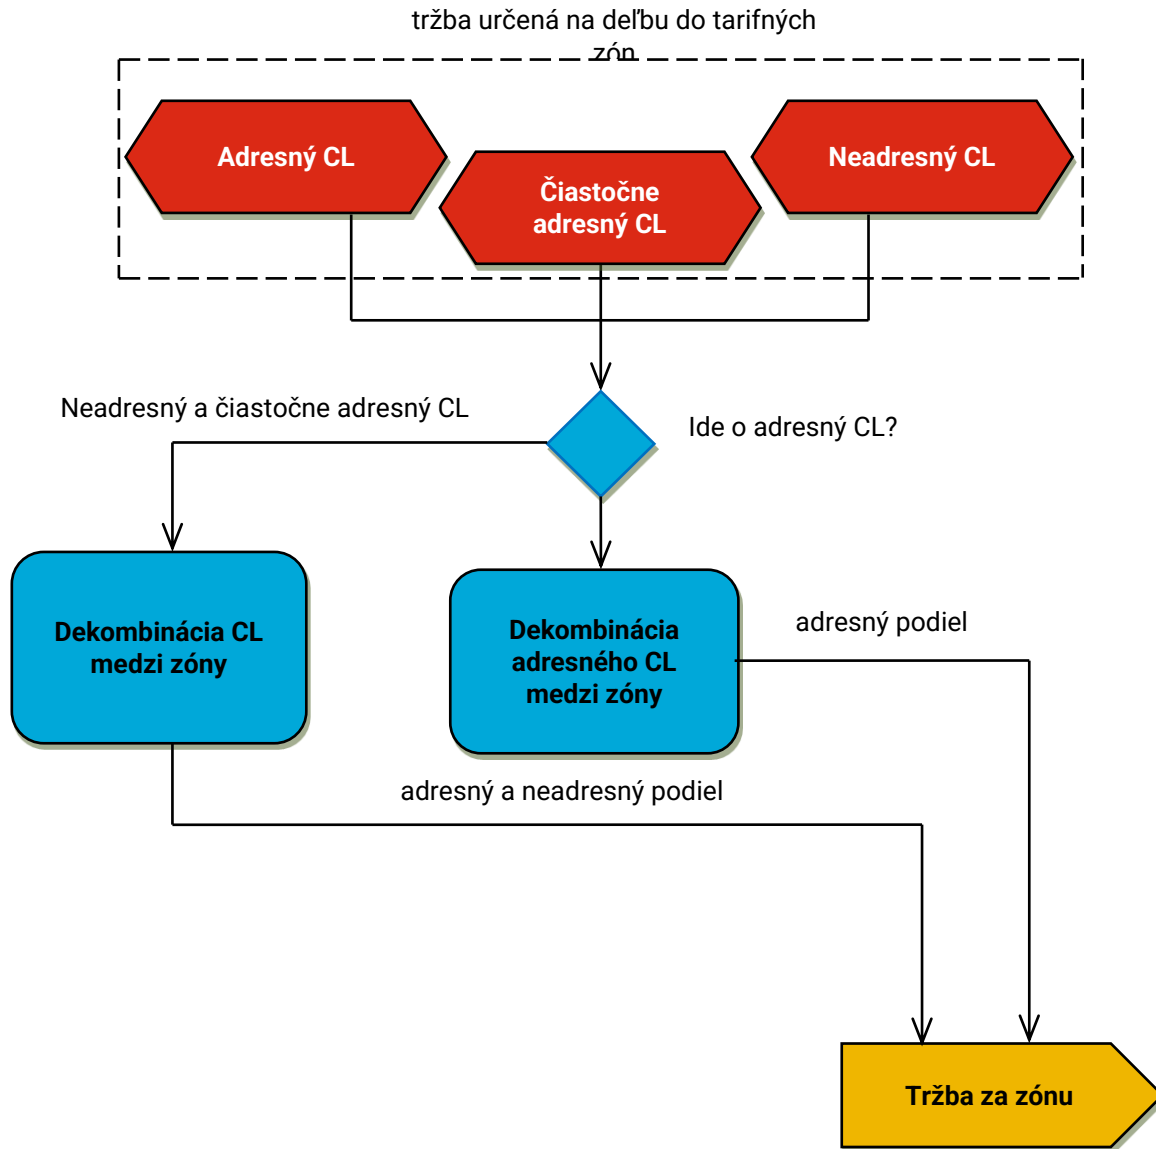 tržba určená na deľbu do tarifných
zón
Adresný CL
Čiastočne
adresný CL
Neadresný CL
Neadresný a čiastočne adresný CL
Ide o adresný CL?
Dekombinácia CL
medzi zóny
Dekombinácia
adresného CL
medzi zóny
adresný podiel
adresný a neadresný podiel
Tržba za zónu